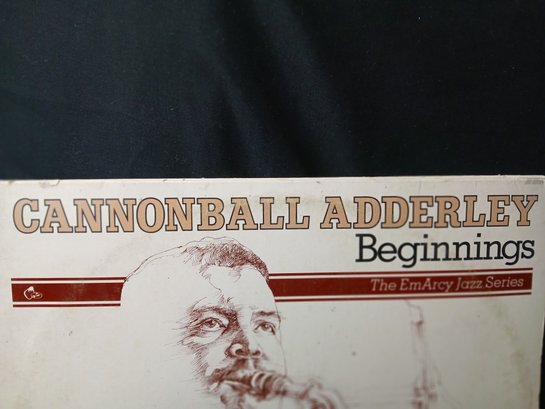 CANNONBALL ADDERLEY
Beginnings
The EmArcy Jazz Series